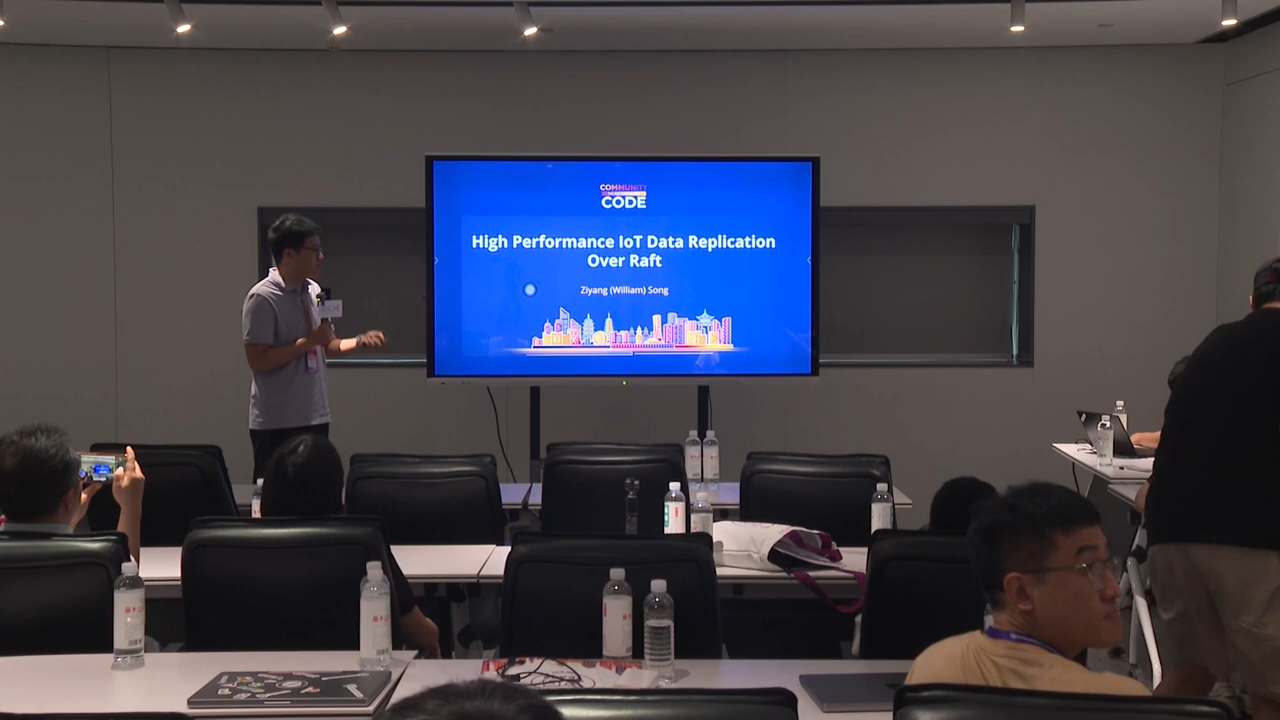 COMMUNITY
CODE
High Performance IoT Data Replication
Over Raft
Ziyang (William) Song